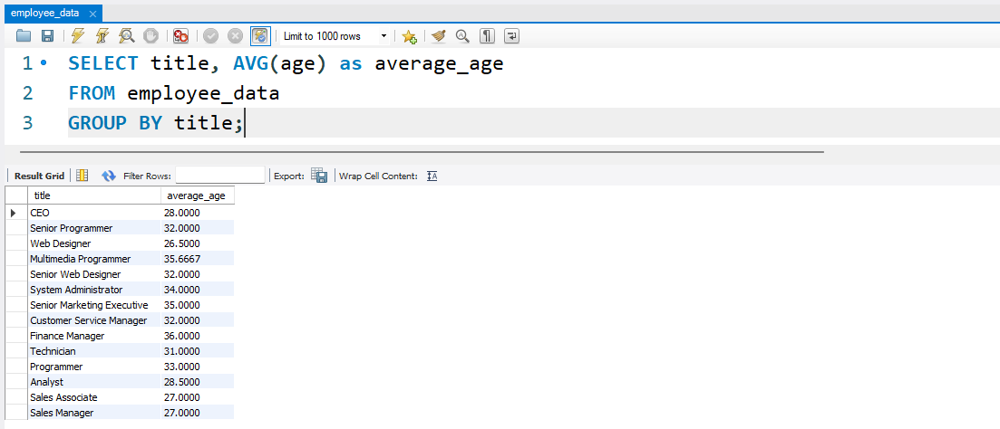 employee_data
Limit to 1000 rows
1 SELECT title, AVG(age) as average_age
2 FROM employee_data
3 GROUP BY title;
Result Grid Filter Rows: Export: Wrap Cell Content:
title average_age
CEO 28.0000
Senior Programmer 32.0000
Web Designer 26.5000
Multimedia Programmer 35.6667
Senior Web Designer 32.0000
System Administrator 34.0000
Senior Marketing Executive 35.0000
Customer Service Manager 32.0000
Finance Manager 36.0000
Technician 31.0000
Programmer 33.0000
Analyst 28.5000
Sales Associate 27.0000
Sales Manager 27.0000